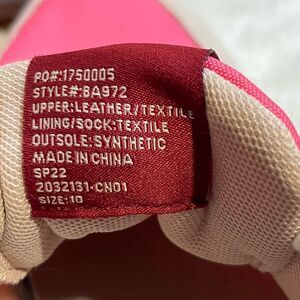 PO#:1750005
STYLE#:BA972
UPPER:LEATHER/TEXTILE
LINING/SOCK:TEXTILE
OUTSOLE:SYNTHETIC
MADE IN CHINA
SP22
2032131-CN01
SIZE:10